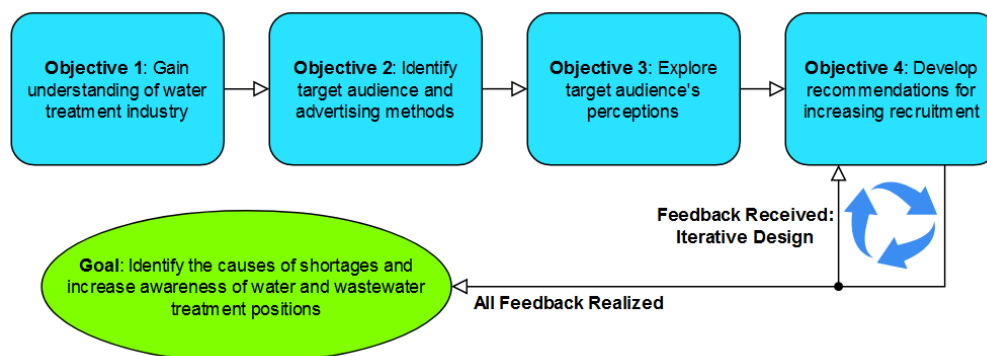 Objective 1: Gain
understanding of water
treatment industry
Objective 2: Identify
target audience and
advertising methods
Objective 3: Explore
target audience's
perceptions
Objective 4: Develop
recommendations for
increasing recruitment
Feedback Received:
Iterative Design
Goal: Identify the causes of shortages and
increase awareness of water and wastewater
treatment positions
All Feedback Realized